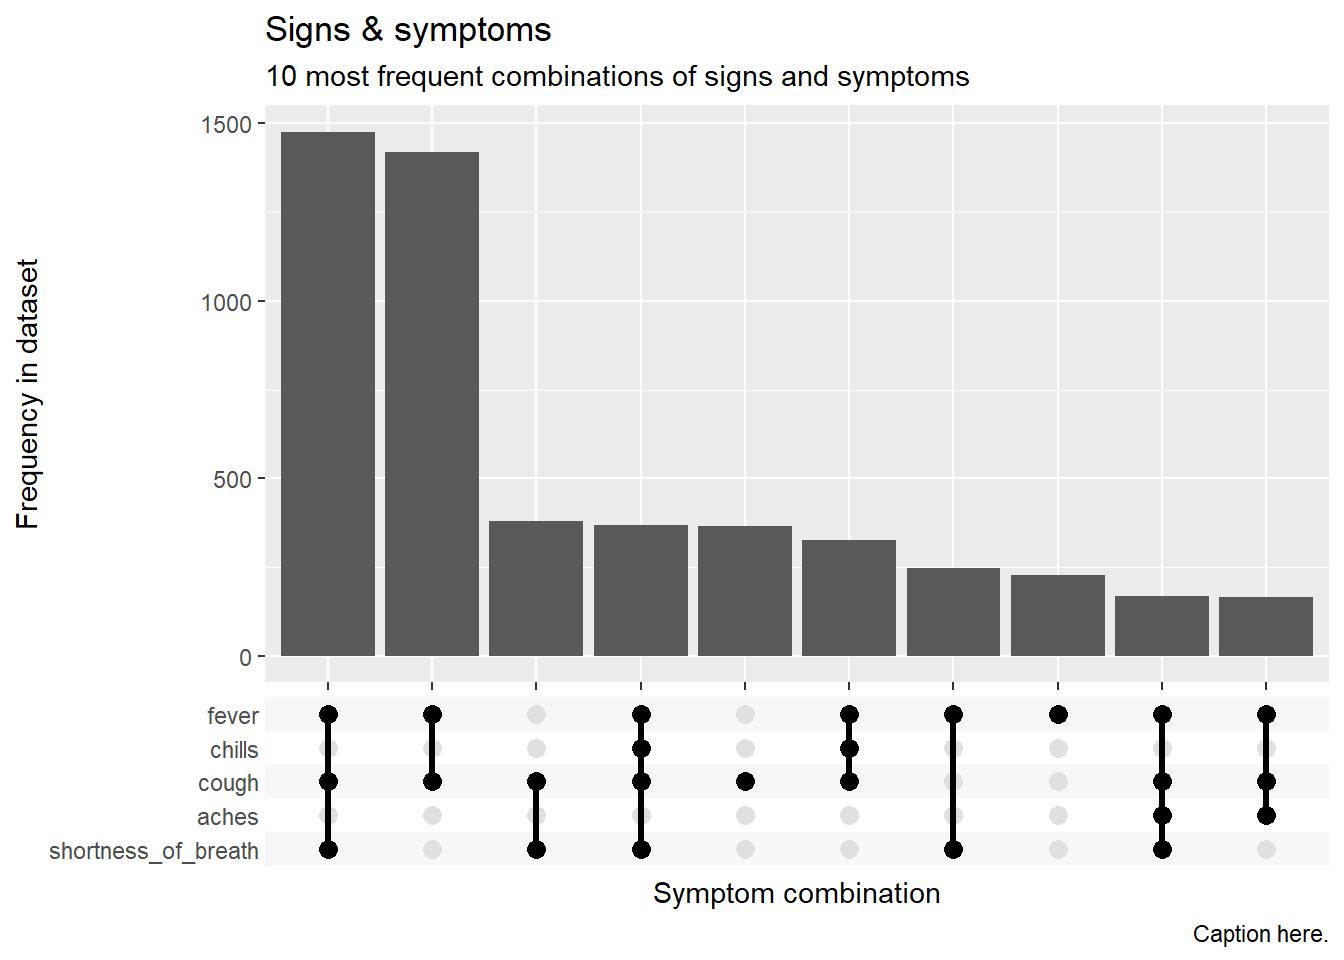 Signs & symptoms
10 most frequent combinations of signs and symptoms
Frequency in dataset
1500
1000
500
0
fever
chills
cough
aches
shortness_of_breath
Symptom combination
Caption here.